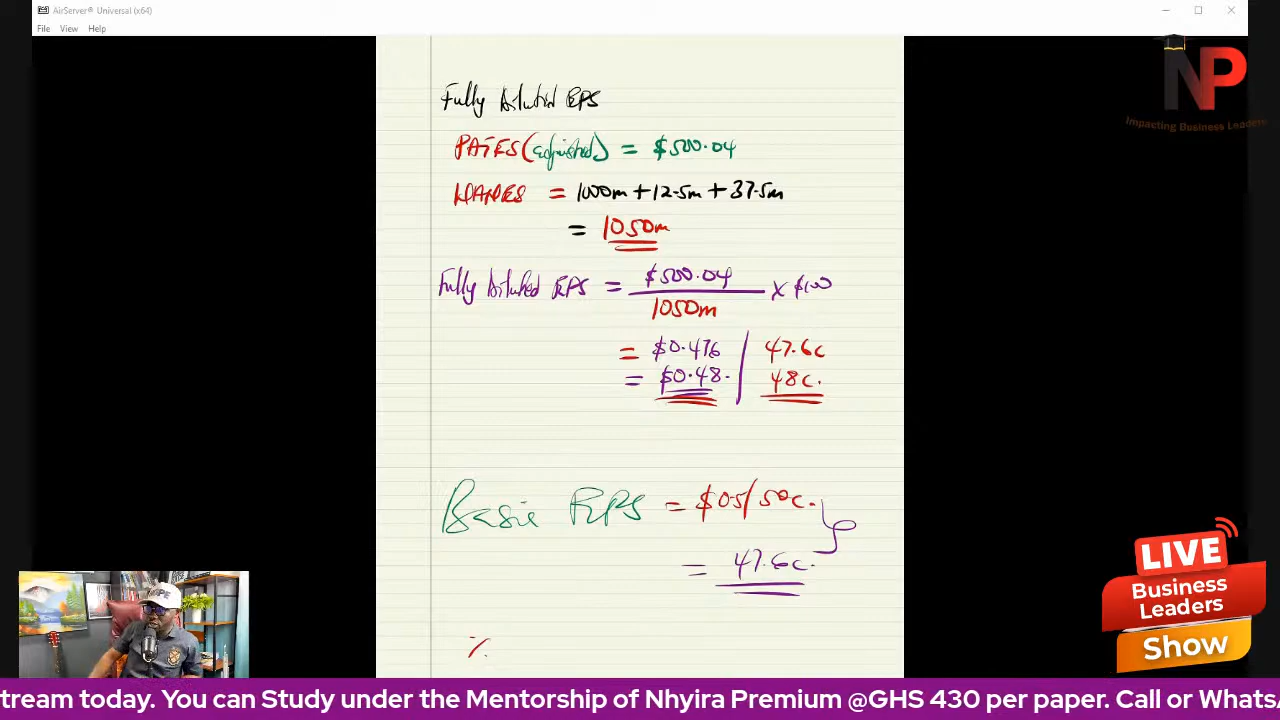 AirServer® Universal (x64)
File View Help
NP
Impacting Business Leaders
Fully Diluted EPS
PATES (adjusted) = $500.04
= 1000m + 12.5m + 37.5m
= 1050m
Fully Diluted EPS = $500.04 / 1050m x $100
= $0.476 | 47.6c
= $0.48. | 48c.
Basic EPS = $0.5/50c.
= 47.6c.
LIVE
Business
Leaders
Show
tream today. You can Study under the Mentorship of Nhyira Premium @GHS 430 per paper. Call or Whats